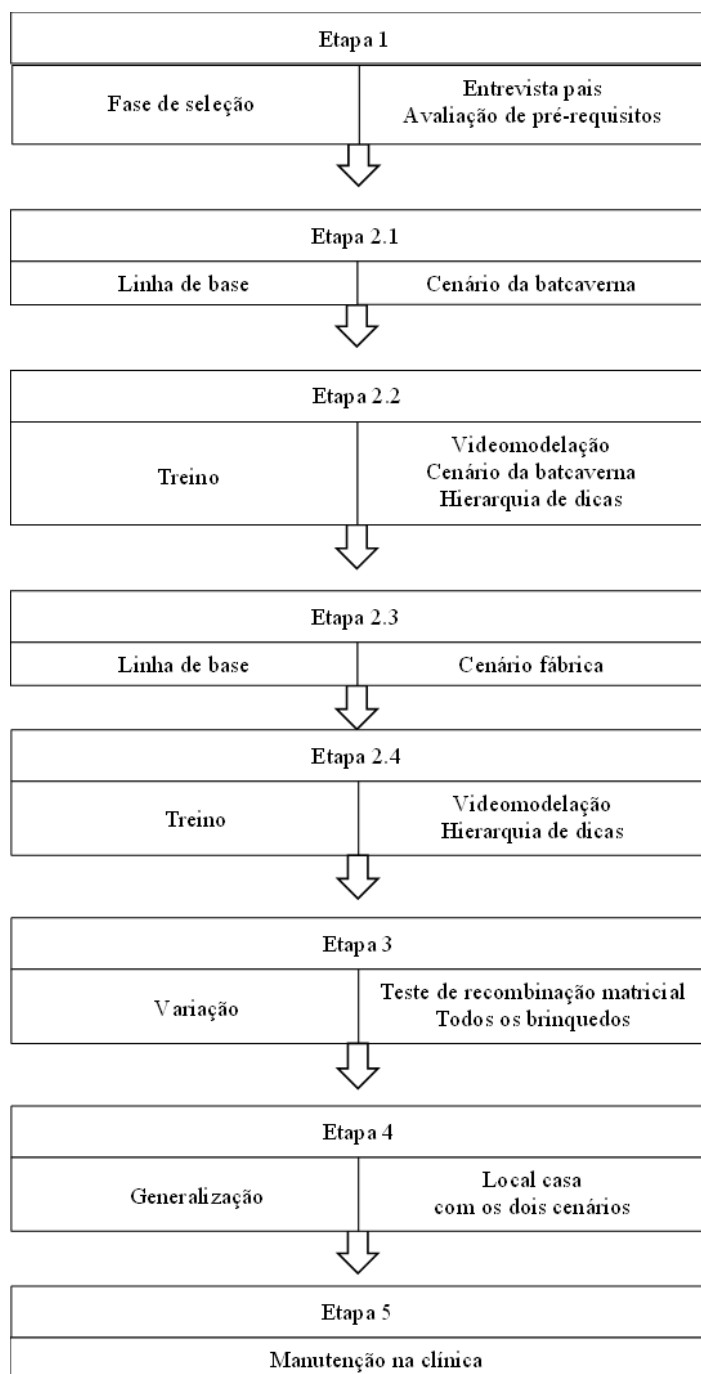 Etapa 1
Fase de seleção
Entrevista pais
Avaliação de pré-requisitos
Etapa 2.1
Linha de base
Cenário da batcaverna
Etapa 2.2
Treino
Videomodelação
Cenário da batcaverna
Hierarquia de dicas
Etapa 2.3
Linha de base
Cenário fábrica
Etapa 2.4
Treino
Videomodelação
Hierarquia de dicas
Etapa 3
Variação
Teste de recombinação matricial
Todos os brinquedos
Etapa 4
Generalização
Local casa
com os dois cenários
Etapa 5
Manutenção na clínica